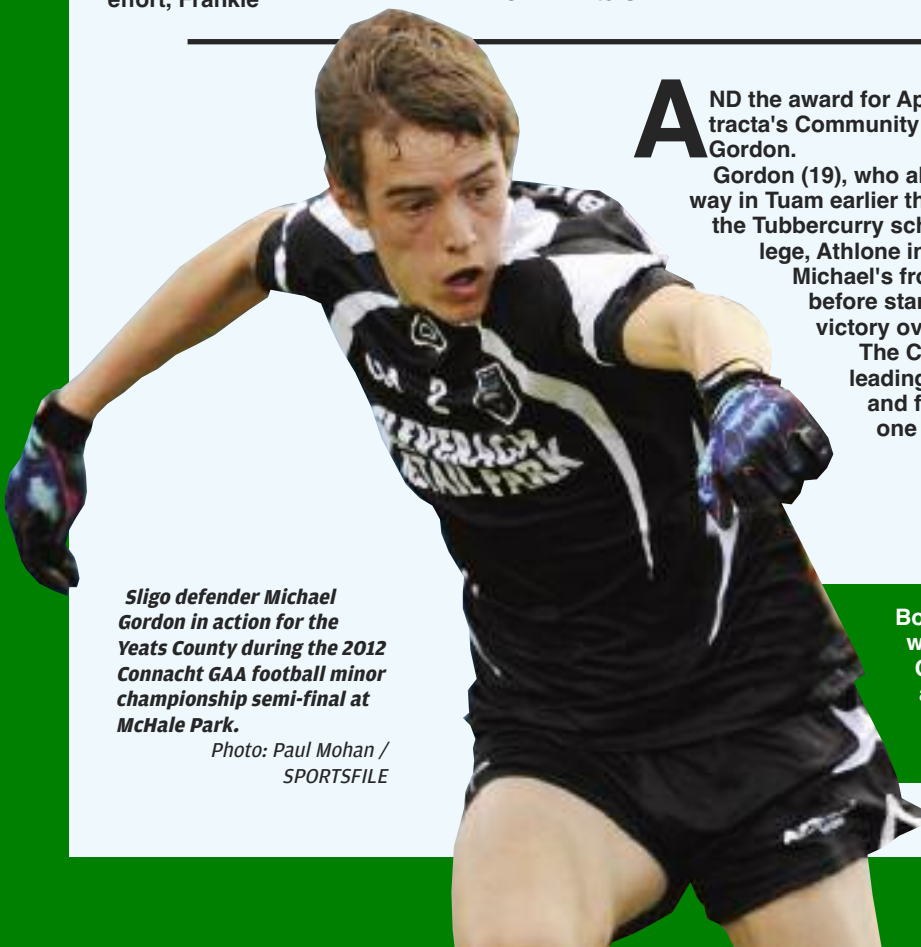 effort, Frankie
AND the award for Ap
tracta's Community
Gordon.
Gordon (19), who al
way in Tuam earlier th
the Tubbercurry sch
lege, Athlone in
Michael's fro
before star
victory ov
The C
leading
and f
one
2
Sligo defender Michael
Gordon in action for the
Yeats County during the 2012
Connacht GAA football minor
championship semi-final at
McHale Park.
Photo: Paul Mohan /
SPORTSFILE
Bo
w